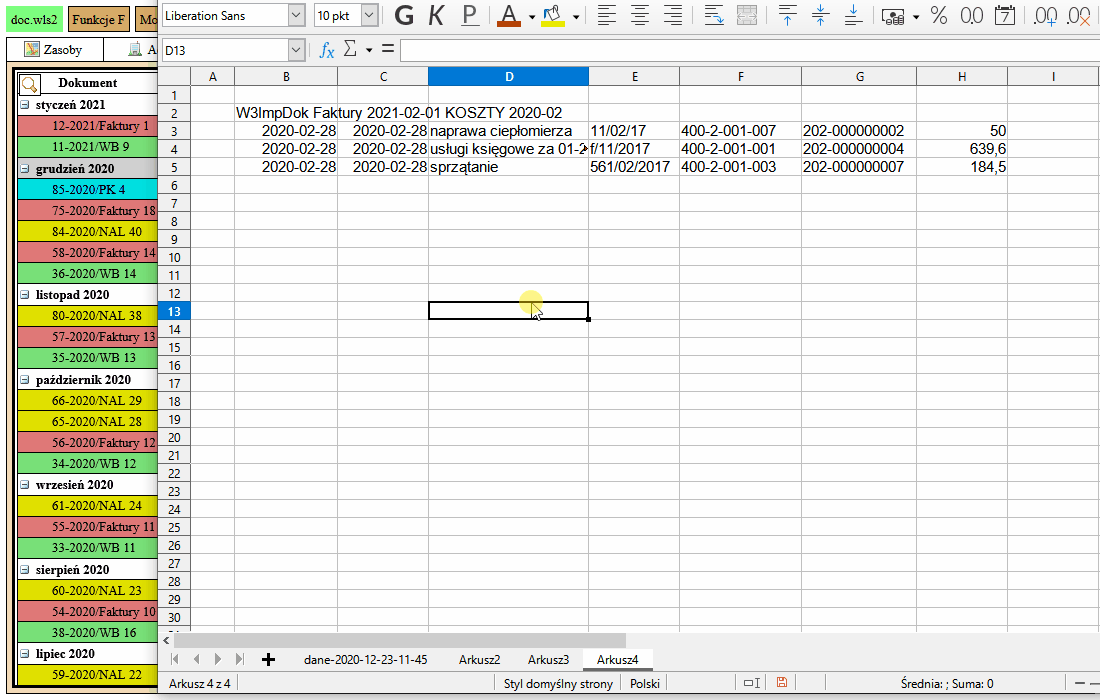 doc.wls2 Funkcje F Mo
Zasoby A
Dokument
styczeń 2021
12-2021/Faktury 1
11-2021/WB 9
grudzień 2020
85-2020/PK 4
75-2020/Faktury 18
84-2020/NAL 40
58-2020/Faktury 14
36-2020/WB 14
listopad 2020
80-2020/NAL 38
57-2020/Faktury 13
35-2020/WB 13
październik 2020
66-2020/NAL 29
65-2020/NAL 28
56-2020/Faktury 12
34-2020/WB 12
wrzesień 2020
61-2020/NAL 24
55-2020/Faktury 11
33-2020/WB 11
sierpień 2020
60-2020/NAL 23
54-2020/Faktury 10
38-2020/WB 16
lipiec 2020
59-2020/NAL 22
Liberation Sans 10 pkt G K P A % 0,0 7 .00 .00
D13 fx Σ =
A B C D E F G H I
1
2 W3ImpDok Faktury 2021-02-01 KOSZTY 2020-02
3 2020-02-28 2020-02-28 naprawa ciepłomierza 11/02/17 400-2-001-007 202-000000002 50
4 2020-02-28 2020-02-28 usługi księgowe za 01-2 f/11/2017 400-2-001-001 202-000000004 639,6
5 2020-02-28 2020-02-28 sprzątanie 561/02/2017 400-2-001-003 202-000000007 184,5
6
7
8
9
10
11
12
13
14
15
16
17
18
19
20
21
22
23
24
25
26
27
28
29
30
dane-2020-12-23-11-45 Arkusz2 Arkusz3 Arkusz4
Arkusz 4 z 4 Styl domyślny strony Polski Średnia: ; Suma: 0